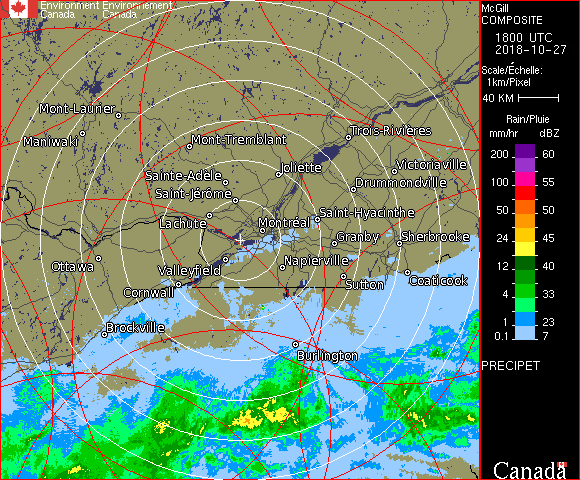 Environment Environnement
Canada Canada
McGill
COMPOSITE
1800 UTC
2018-10-27
Scale/Échelle:
1km/Pixel
40 KM
Rain/Pluie
mm/hr dBZ
200 60
100 55
50 50
24 45
12 40
4 33
1 23
0.1 7
PRECIPET
Canada
Mont-Laurier
Maniwaki
Mont-Tremblant
Trois-Rivières
Sainte-Adèle
Joliette
Victoriaville
Saint-Jérôme
Drummondville
Lachute
Montréal
Saint-Hyacinthe
Granby
Sherbrooke
Ottawa
Valleyfield
Napierville
Cornwall
Sutton
Coaticook
Brockville
Burlington